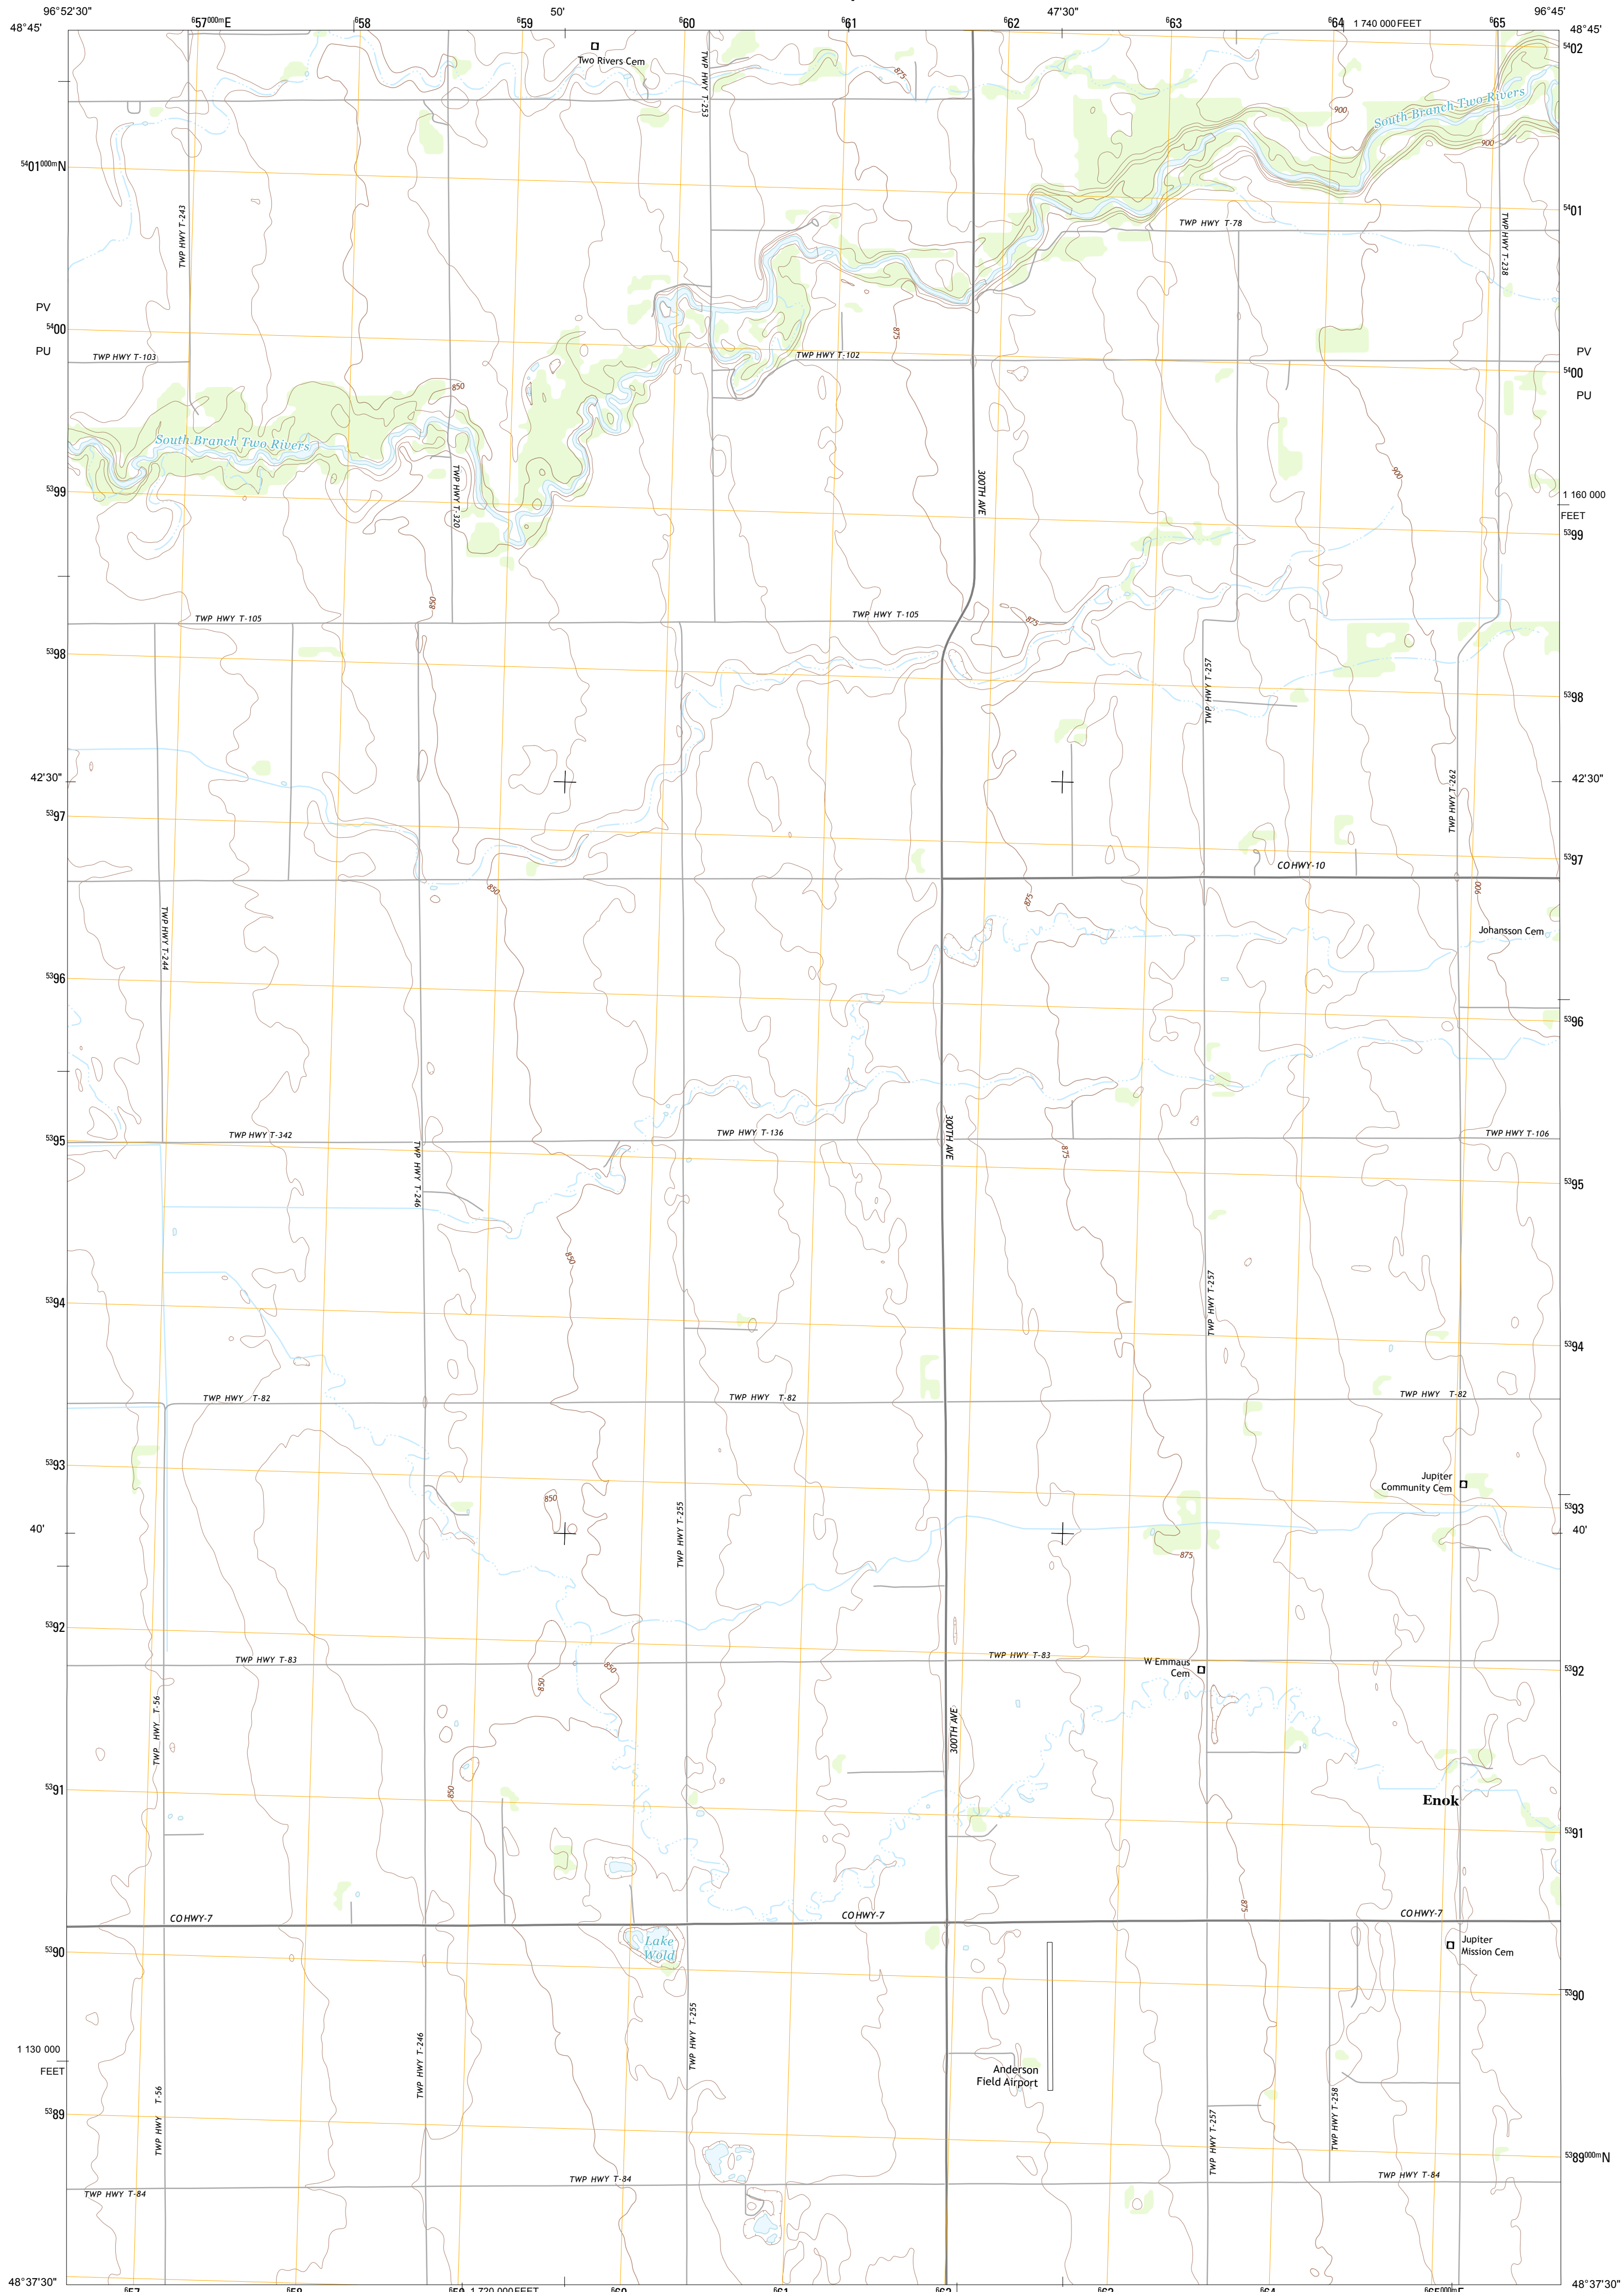 96°52'30"
⁶57⁰⁰⁰ᵐE
⁶58
⁶59
50'
⁶60
⁶61
⁶62
47'30"
⁶63
⁶64
1 740 000 FEET
⁶65
96°45'
48°45'
48°45'
⁵⁴02
Two Rivers Cem
TWP HWY T-253
875
900
South Branch Two Rivers
900
⁵⁴01⁰⁰⁰ᵐN
⁵⁴01
TWP HWY T-243
TWP HWY T-78
TWP HWY T-238
PV
⁵⁴00
PU
875
TWP HWY T-103
TWP HWY T-102
PV
⁵⁴00
PU
850
South Branch Two Rivers
TWP HWY T-320
300TH AVE
900
⁵³99
1 160 000
FEET
⁵³99
850
TWP HWY T-105
TWP HWY T-105
875
⁵³98
TWP HWY T-257
⁵³98
42'30"
42'30"
TWP HWY T-262
⁵³97
⁵³97
CO HWY-10
850
875
900
TWP HWY T-244
Johansson Cem
⁵³96
⁵³96
⁵³95
TWP HWY T-342
TWP HWY T-136
300TH AVE
TWP HWY T-106
875
TWP HWY T-246
⁵³95
850
TWP HWY T-257
⁵³94
⁵³94
TWP HWY T-82
TWP HWY T-82
TWP HWY T-82
⁵³93
Jupiter
Community Cem
850
⁵³93
40'
40'
TWP HWY T-255
875
⁵³92
TWP HWY T-83
TWP HWY T-83
W Emmaus
Cem
⁵³92
850
850
TWP HWY T-56
300TH AVE
⁵³91
850
Enok
⁵³91
875
CO HWY-7
CO HWY-7
CO HWY-7
⁵³90
Lake
Wold
Jupiter
Mission Cem
⁵³90
1 130 000
FEET
TWP HWY T-246
TWP HWY T-255
Anderson
Field Airport
⁵³89
TWP HWY T-56
TWP HWY T-257
TWP HWY T-258
⁵³89⁰⁰⁰ᵐN
TWP HWY T-84
TWP HWY T-84
TWP HWY T-84
48°37'30"
48°37'30"
1 720 000 FEET